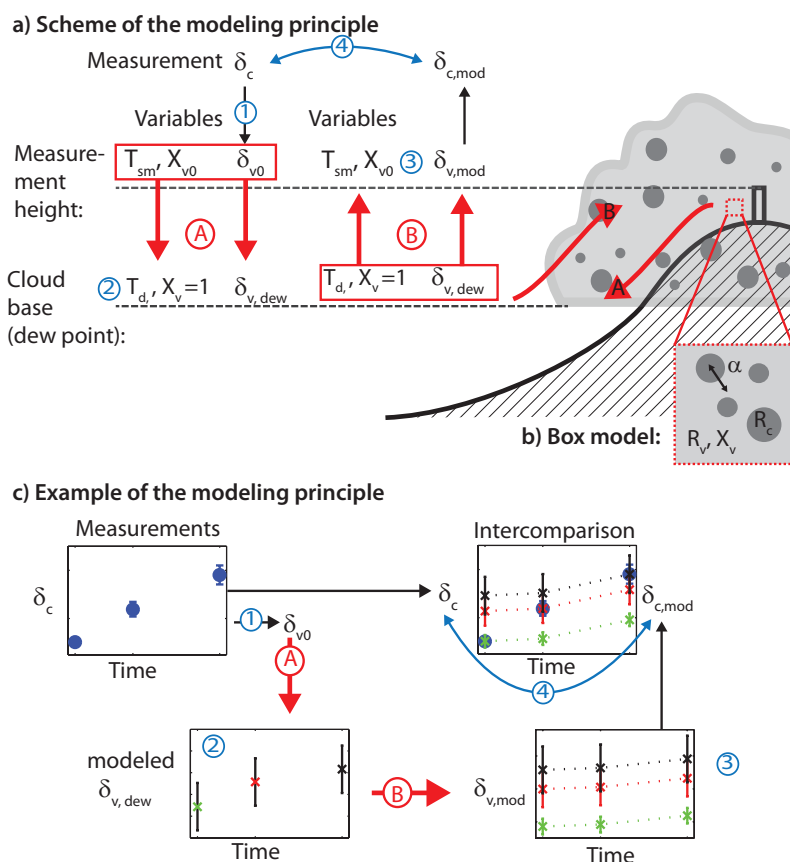 a) Scheme of the modeling principle
Measurement δc ④ δc,mod
Variables ① Variables
Measure-
ment
height:
Tsm, Xv0 δv0 Tsm, Xv0 ③ δv,mod
A B
B
A
Cloud
base
(dew point):
② Td, , Xv=1 δv, dew Td, , Xv=1 δv, dew
α
Rc
Rv, Xv
b) Box model:
c) Example of the modeling principle
Measurements Intercomparison
δc δc δc,mod
① δv0
Time A Time
④
modeled
δv, dew
② B δv,mod ③
Time Time